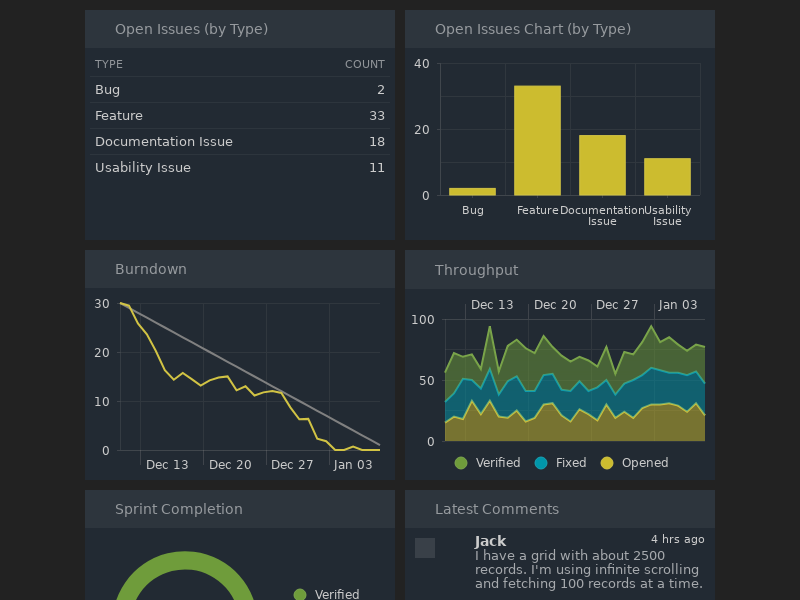 Open Issues (by Type)
TYPE COUNT
Bug 2
Feature 33
Documentation Issue 18
Usability Issue 11
Open Issues Chart (by Type)
40
20
0
Bug Feature Documentation Usability
Issue Issue
Burndown
30
20
10
0
Dec 13 Dec 20 Dec 27 Jan 03
Throughput
Dec 13 Dec 20 Dec 27 Jan 03
100
50
0
Verified Fixed Opened
Sprint Completion
Verified
Latest Comments
Jack 4 hrs ago
I have a grid with about 2500
records. I'm using infinite scrolling
and fetching 100 records at a time.